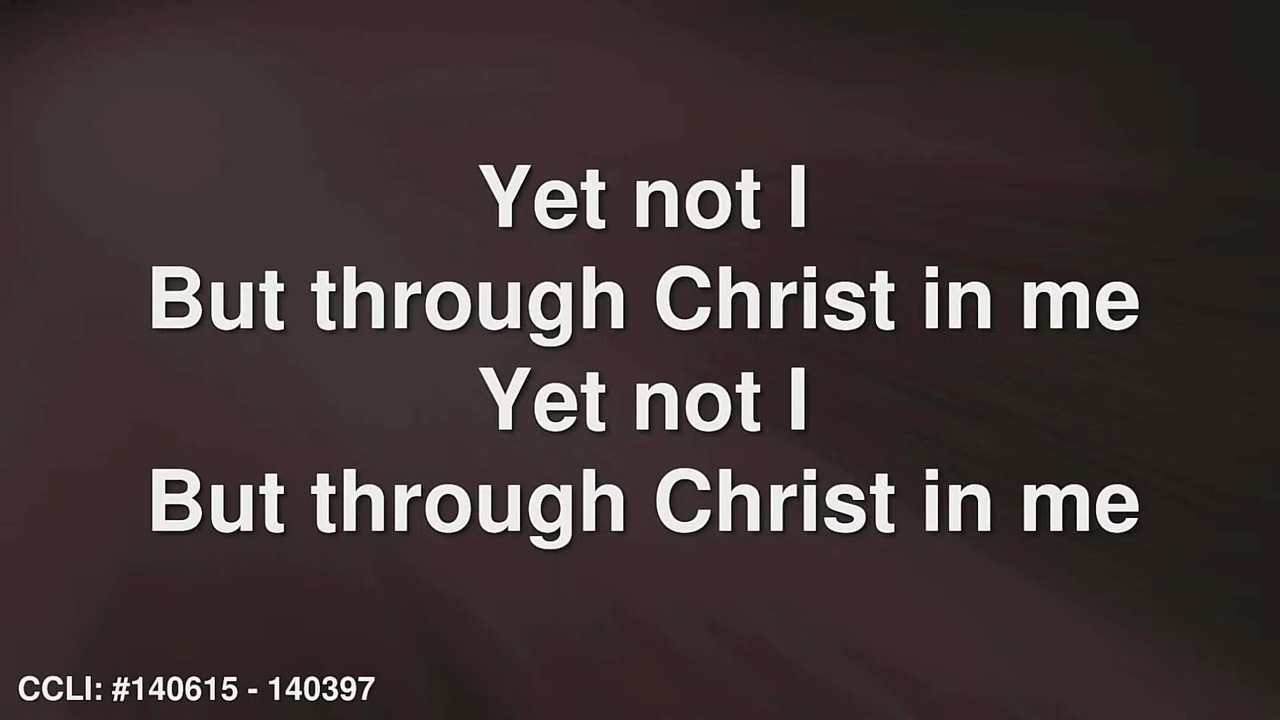 Yet not I
But through Christ in me
Yet not I
But through Christ in me
CCLI: #140615 - 140397